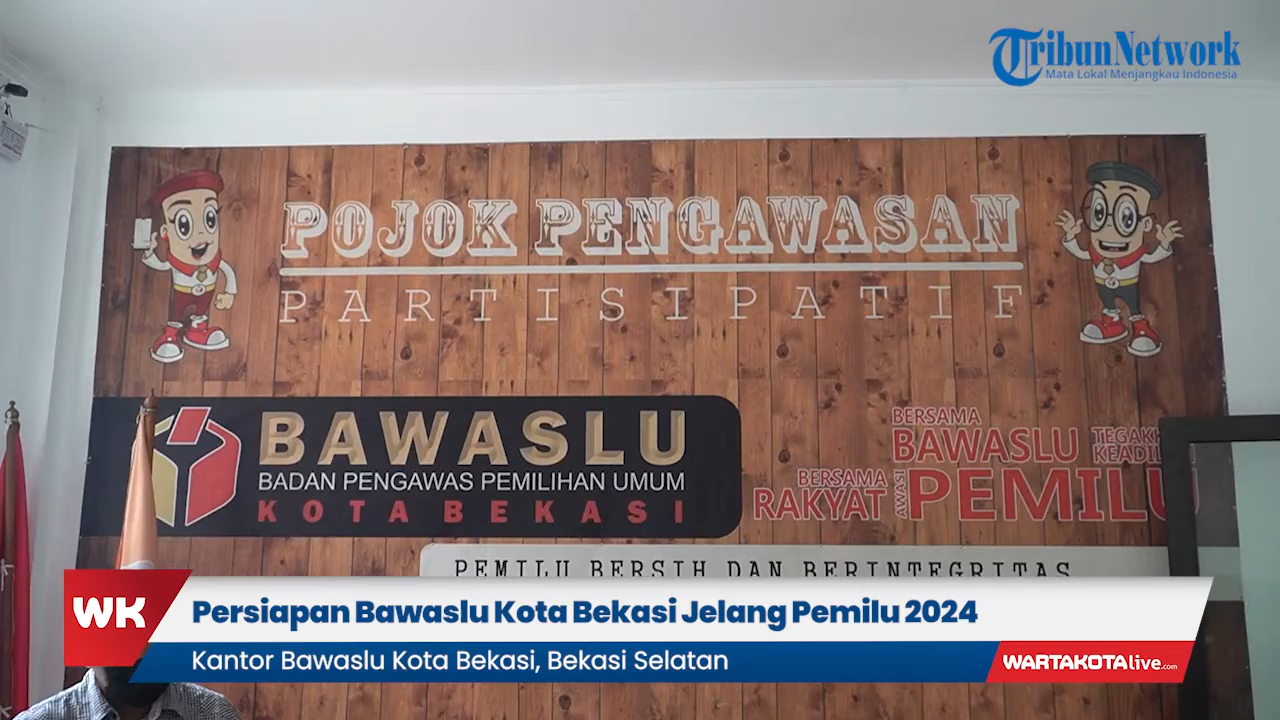 Tribun Network
Mata Lokal Menjangkau Indonesia
POJOK PENGAWASAN
PARTISIPATIF
BAWASLU
BADAN PENGAWAS PEMILIHAN UMUM
KOTA BEKASI
BERSAMA
BAWASLU
BERSAMA
RAKYAT
AWASI
PEMILU
PEMILU BERSIH DAN BERINTEGRITAS
WK
Persiapan Bawaslu Kota Bekasi Jelang Pemilu 2024
Kantor Bawaslu Kota Bekasi, Bekasi Selatan
WARTAKOTAlive.com